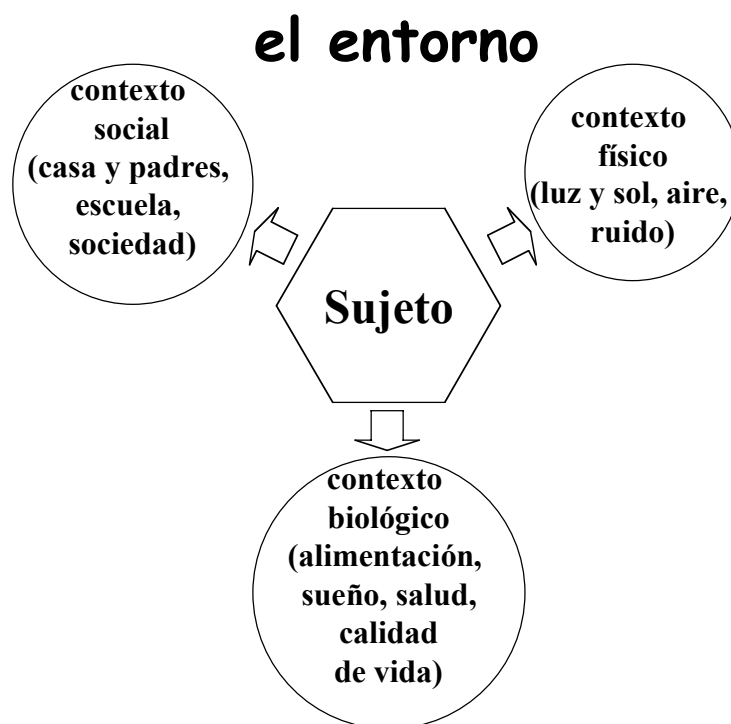 el entorno
contexto
social
(casa y padres,
escuela,
sociedad)
contexto
físico
(luz y sol, aire,
ruido)
Sujeto
contexto
biológico
(alimentación,
sueño, salud,
calidad
de vida)